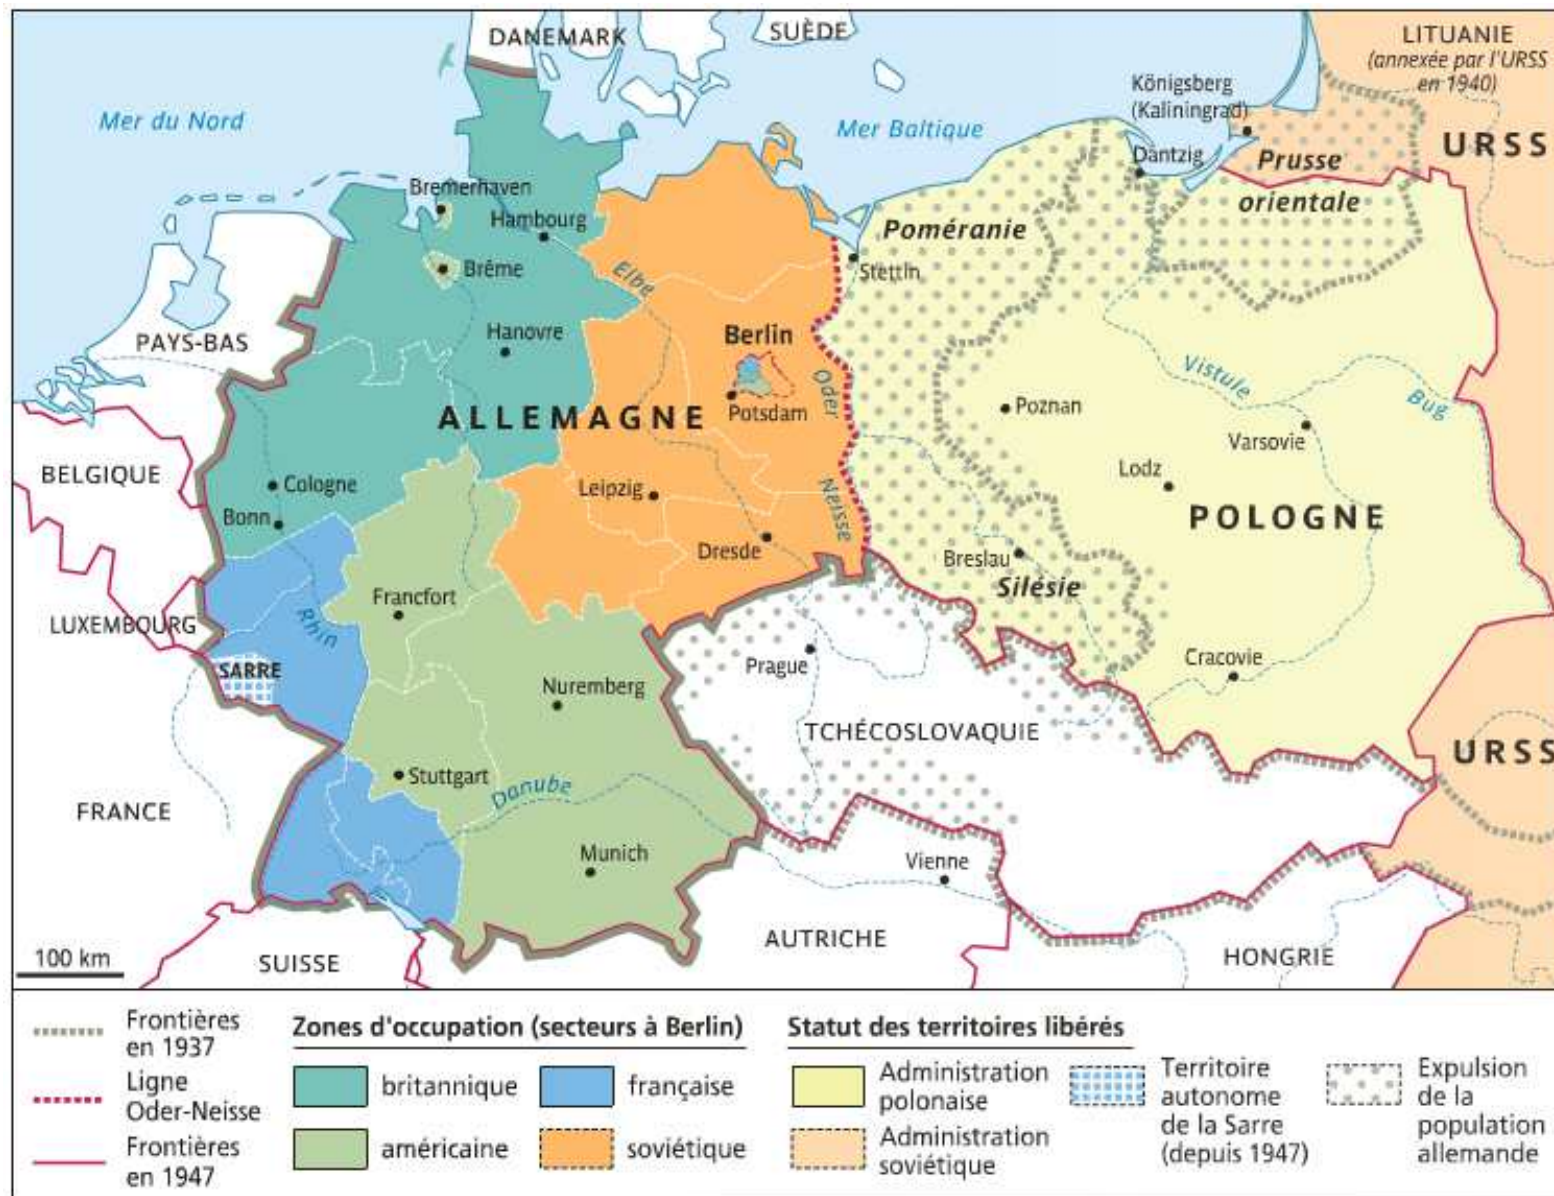 DANEMARK
SUÈDE
LITUANIE
(annexée par l'URSS
en 1940)
Königsberg
(Kaliningrad)
Mer du Nord
Mer Baltique
URSS
Dantzig
Prusse
orientale
Bremerhaven
Hambourg
Poméranie
Stettin
Brême
Elbe
Hanovre
Berlin
PAYS-BAS
Oder
Vistule
Bug
Potsdam
Poznan
ALLEMAGNE
Varsovie
BELGIQUE
Cologne
Leipzig
Neisse
Lodz
POLOGNE
Bonn
Dresde
Breslau
Silésie
Francfort
LUXEMBOURG
Rhin
SARRE
Prague
Cracovie
Nuremberg
TCHÉCOSLOVAQUIE
URSS
Stuttgart
Danube
FRANCE
Munich
Vienne
AUTRICHE
HONGRIE
SUISSE
100 km
Frontières
en 1937
Ligne
Oder-Neisse
Frontières
en 1947
Zones d'occupation (secteurs à Berlin)
britannique
française
américaine
soviétique
Statut des territoires libérés
Administration
polonaise
Administration
soviétique
Territoire
autonome
de la Sarre
(depuis 1947)
Expulsion
de la
population
allemande